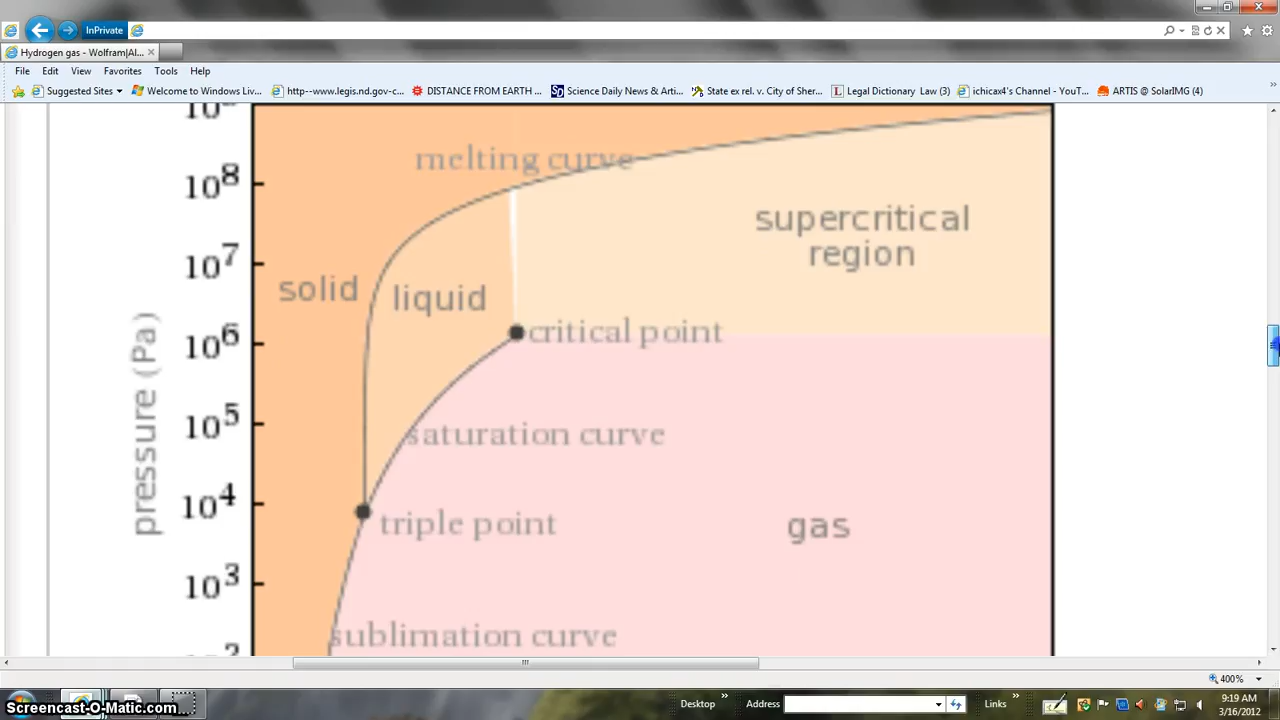 InPrivate
Hydrogen gas - Wolfram|Al...
File Edit View Favorites Tools Help
Suggested Sites Welcome to Windows Liv... http--www.legis.nd.gov-c... DISTANCE FROM EARTH ... Science Daily News & Arti... State ex rel. v. City of Sher... Legal Dictionary Law (3) ichicax4's Channel - YouT... ARTIS @ SolarIMG (4)
melting curve
10⁸
supercritical
region
10⁷
solid
liquid
10⁶
critical point
pressure (Pa)
10⁵
saturation curve
10⁴
triple point
gas
10³
sublimation curve
400%
Desktop Address Links
9:19 AM
3/16/2012
Screencast-O-Matic.com